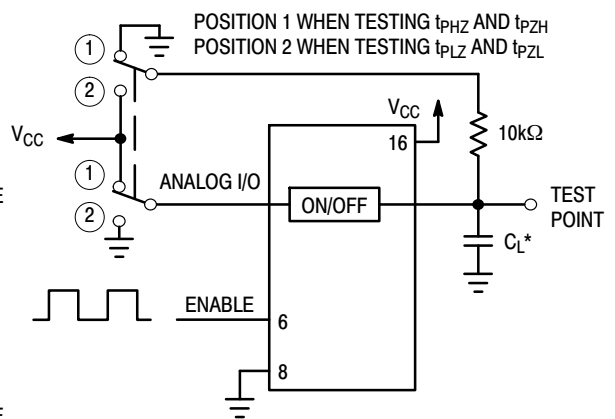 POSITION 1 WHEN TESTING tPHZ AND tPZH
POSITION 2 WHEN TESTING tPLZ AND tPZL
1
2
VCC
VCC
16
10kΩ
1
ANALOG I/O
ON/OFF
TEST
POINT
2
CL*
ENABLE
6
8
E
E